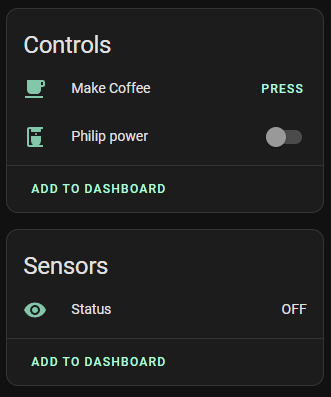 Controls
Make Coffee PRESS
Philip power
ADD TO DASHBOARD
Sensors
Status OFF
ADD TO DASHBOARD